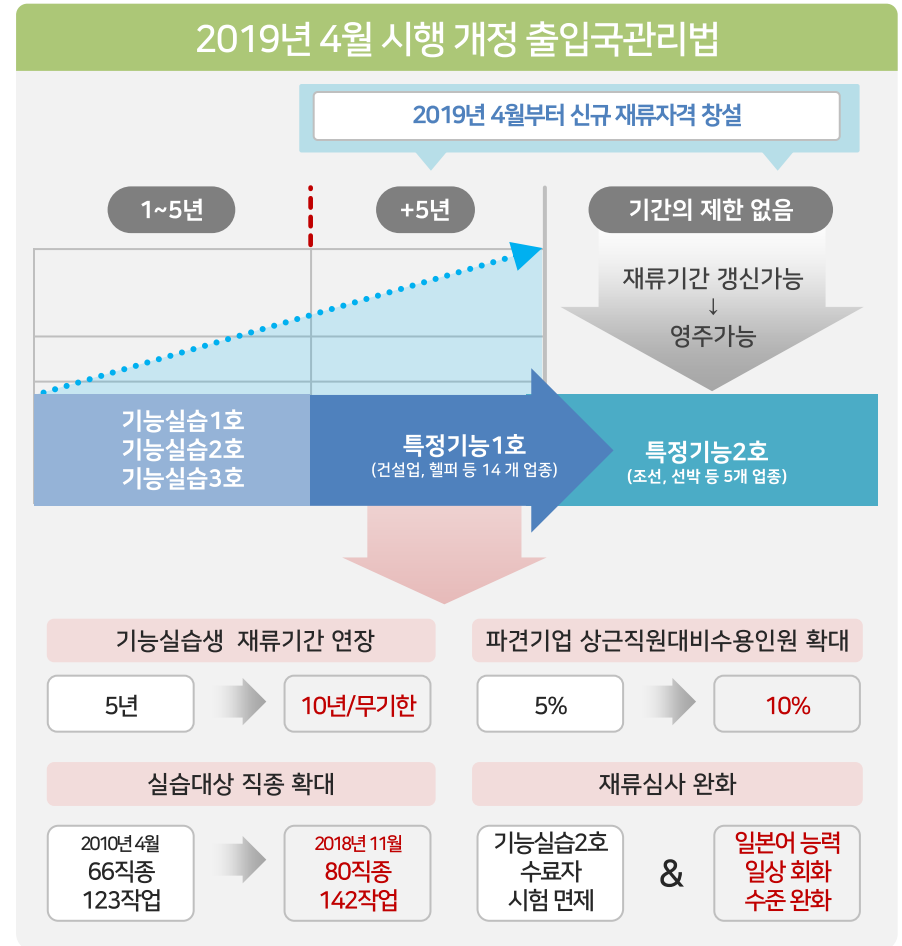 2019년 4월 시행 개정 출입국관리법
2019년 4월부터 신규 재류자격 창설
1~5년
+5년
기간의 제한 없음
재류기간 갱신가능
↓
영주가능
기능실습1호
기능실습2호
기능실습3호
특정기능1호
(건설업, 헬퍼 등 14 개 업종)
특정기능2호
(조선, 선박 등 5개 업종)
기능실습생 재류기간 연장
5년
10년/무기한
파견기업 상근직원대비수용인원 확대
5%
10%
실습대상 직종 확대
2010년 4월
66직종
123작업
2018년 11월
80직종
142작업
재류심사 완화
기능실습2호
수료자
시험 면제
&
일본어 능력
일상 회화
수준 완화